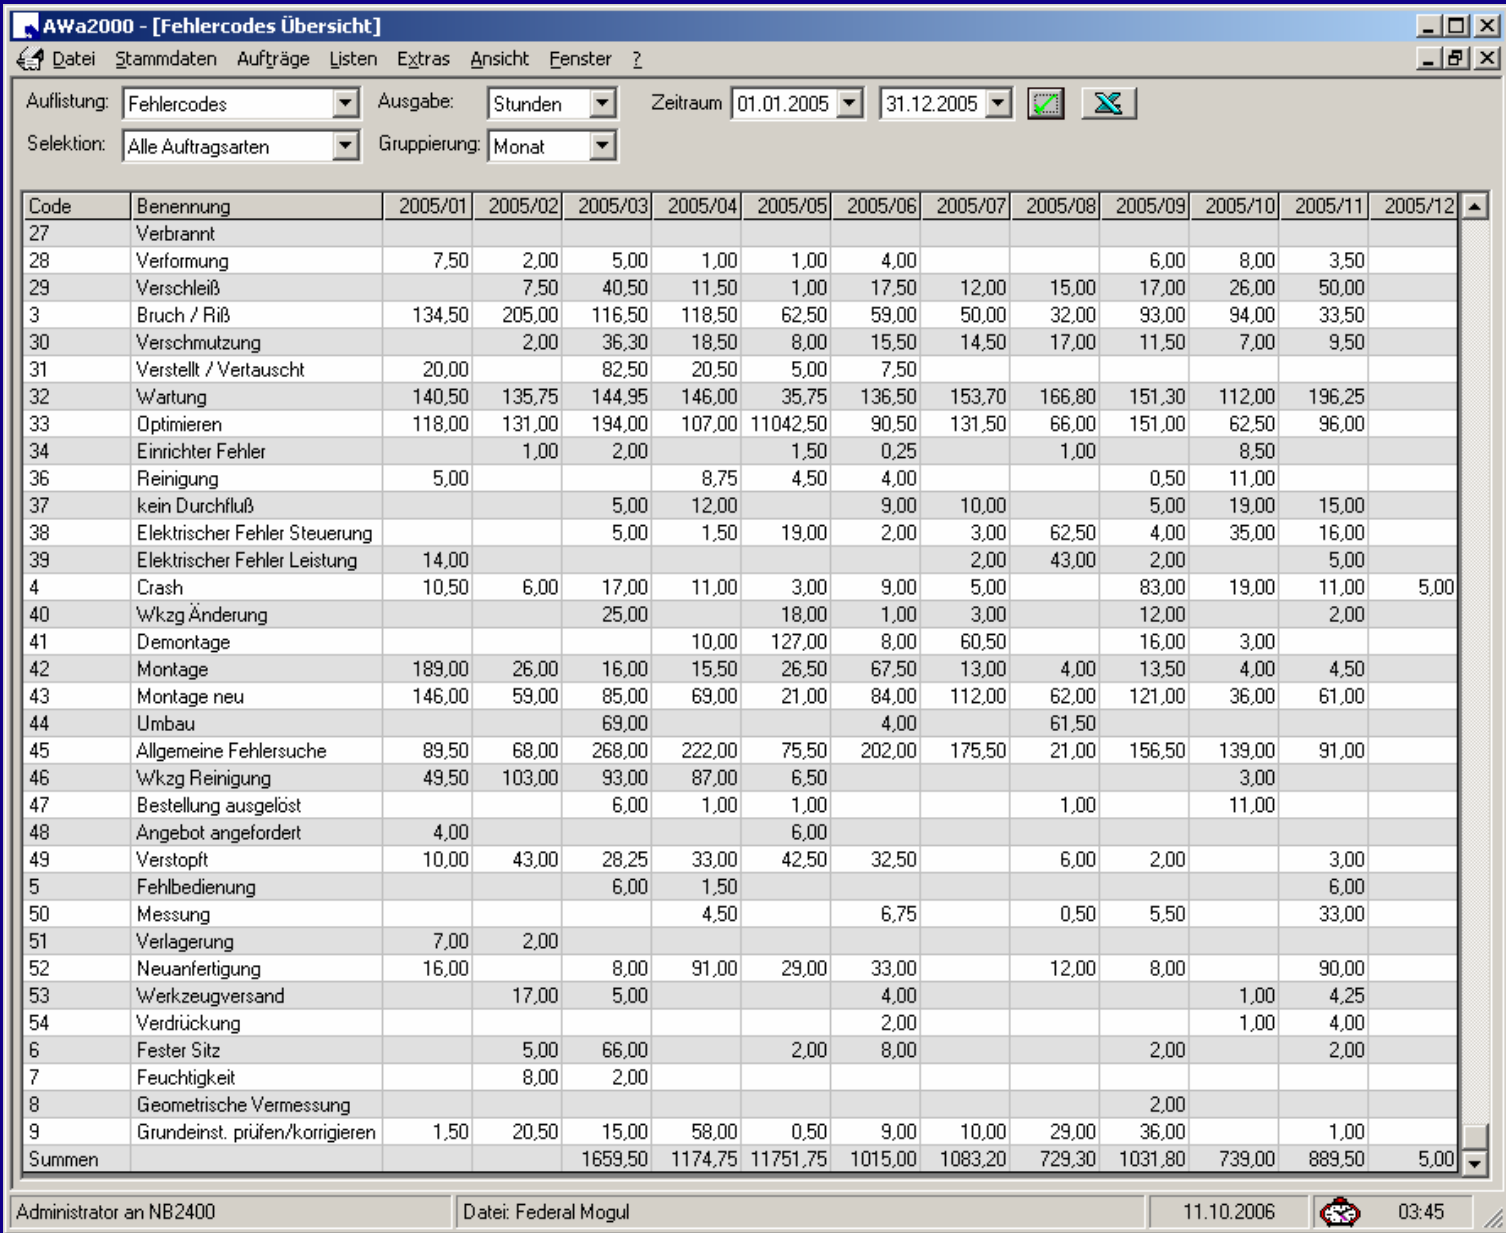 AWa2000 - [Fehlercodes Übersicht]
Datei Stammdaten Aufträge Listen Extras Ansicht Fenster ?
Auflistung: Fehlercodes Ausgabe: Stunden Zeitraum 01.01.2005 31.12.2005
Selektion: Alle Auftragsarten Gruppierung: Monat
Code Benennung 2005/01 2005/02 2005/03 2005/04 2005/05 2005/06 2005/07 2005/08 2005/09 2005/10 2005/11 2005/12
27 Verbrannt
28 Verformung 7,50 2,00 5,00 1,00 1,00 4,00 6,00 8,00 3,50
29 Verschleiß 7,50 40,50 11,50 1,00 17,50 12,00 15,00 17,00 26,00 50,00
3 Bruch / Riß 134,50 205,00 116,50 118,50 62,50 59,00 50,00 32,00 93,00 94,00 33,50
30 Verschmutzung 2,00 36,30 18,50 8,00 15,50 14,50 17,00 11,50 7,00 9,50
31 Verstellt / Vertauscht 20,00 82,50 20,50 5,00 7,50
32 Wartung 140,50 135,75 144,95 146,00 35,75 136,50 153,70 166,80 151,30 112,00 196,25
33 Optimieren 118,00 131,00 194,00 107,00 11042,50 90,50 131,50 66,00 151,00 62,50 96,00
34 Einrichter Fehler 1,00 2,00 1,50 0,25 1,00 8,50
36 Reinigung 5,00 8,75 4,50 4,00 0,50 11,00
37 kein Durchfluß 5,00 12,00 9,00 10,00 5,00 19,00 15,00
38 Elektrischer Fehler Steuerung 5,00 1,50 19,00 2,00 3,00 62,50 4,00 35,00 16,00
39 Elektrischer Fehler Leistung 14,00 2,00 43,00 2,00 5,00
4 Crash 10,50 6,00 17,00 11,00 3,00 9,00 5,00 83,00 19,00 11,00 5,00
40 Wkzg Änderung 25,00 18,00 1,00 3,00 12,00 2,00
41 Demontage 10,00 127,00 8,00 60,50 16,00 3,00
42 Montage 189,00 26,00 16,00 15,50 26,50 67,50 13,00 4,00 13,50 4,00 4,50
43 Montage neu 146,00 59,00 85,00 69,00 21,00 84,00 112,00 62,00 121,00 36,00 61,00
44 Umbau 69,00 4,00 61,50
45 Allgemeine Fehlersuche 89,50 68,00 268,00 222,00 75,50 202,00 175,50 21,00 156,50 139,00 91,00
46 Wkzg Reinigung 49,50 103,00 93,00 87,00 6,50 3,00
47 Bestellung ausgelöst 6,00 1,00 1,00 1,00 11,00
48 Angebot angefordert 4,00 6,00
49 Verstopft 10,00 43,00 28,25 33,00 42,50 32,50 6,00 2,00 3,00
5 Fehlbedienung 6,00 1,50 6,00
50 Messung 4,50 6,75 0,50 5,50 33,00
51 Verlagerung 7,00 2,00
52 Neuanfertigung 16,00 8,00 91,00 29,00 33,00 12,00 8,00 90,00
53 Werkzeugversand 17,00 5,00 4,00 1,00 4,25
54 Verdrückung 2,00 1,00 4,00
6 Fester Sitz 5,00 66,00 2,00 8,00 2,00 2,00
7 Feuchtigkeit 8,00 2,00
8 Geometrische Vermessung 2,00
9 Grundeinst. prüfen/korrigieren 1,50 20,50 15,00 58,00 0,50 9,00 10,00 29,00 36,00 1,00
Summen 1659,50 1174,75 11751,75 1015,00 1083,20 729,30 1031,80 739,00 889,50 5,00
Administrator an NB2400 Datei: Federal Mogul 11.10.2006 03:45